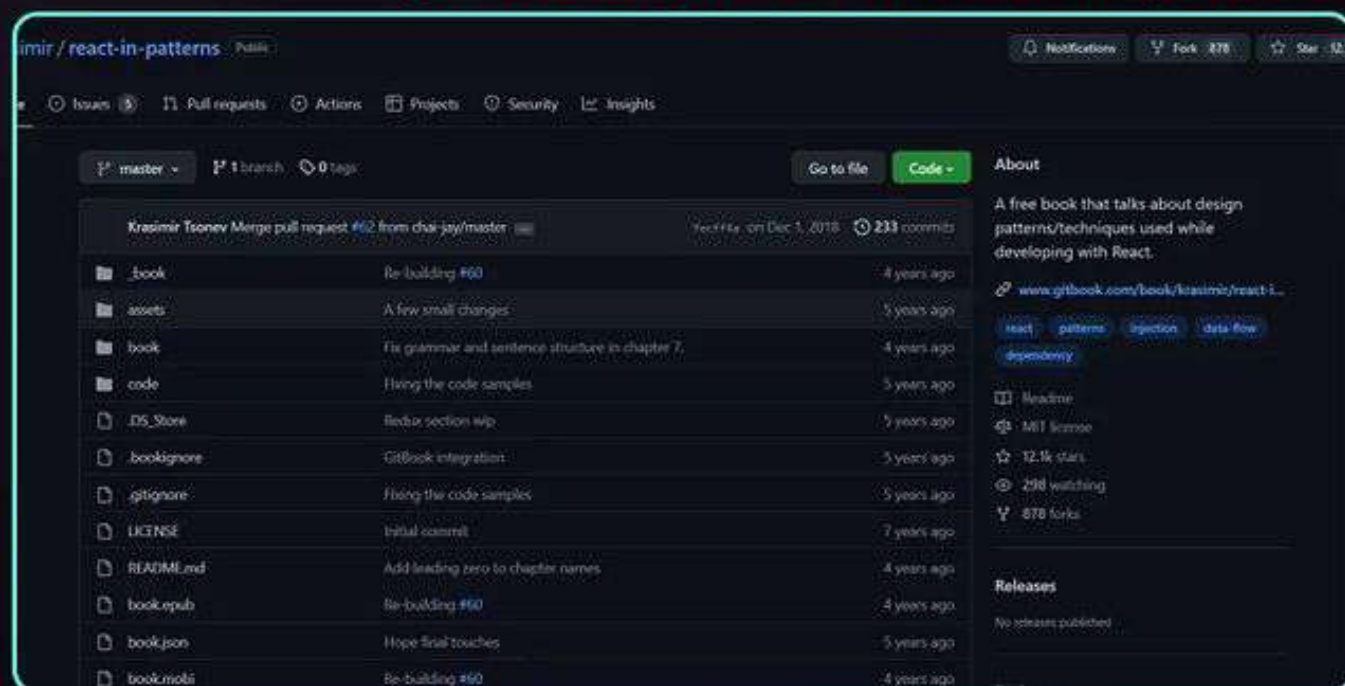 imir / react-in-patterns Public
Notifications Fork 878 Star 12.
Issues 5 Pull requests Actions Projects Security Insights
master 1 branch 0 tags Go to file Code
Krasimir Tsonev Merge pull request #62 from chai-jay/master on Dec 1, 2018 233 commits
_book Re-building #60 4 years ago
assets A few small changes 5 years ago
book Fix grammar and sentence structure in chapter 7. 4 years ago
code Fixing the code samples 5 years ago
.DS_Store Redux section wip 5 years ago
.bookignore GitBook integration 5 years ago
.gitignore Fixing the code samples 5 years ago
LICENSE Initial commit 7 years ago
README.md Add leading zero to chapter names 4 years ago
book.epub Re-building #60 4 years ago
book.json Hope final touches 5 years ago
book.mobi Re-building #60 4 years ago
About
A free book that talks about design
patterns/techniques used while
developing with React.
www.gitbook.com/book/krasimir/react-i...
react patterns injection data-flow
dependency
Readme
MIT license
12.1k stars
298 watching
878 forks
Releases
No releases published